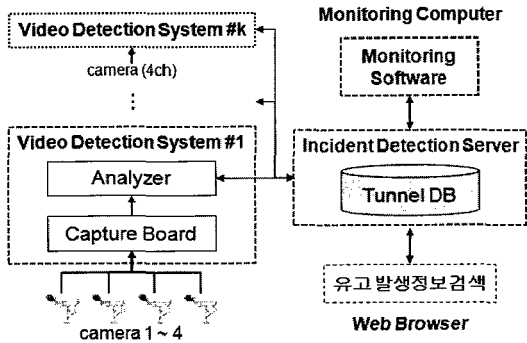 Video Detection System #k
camera (4ch)
Video Detection System #1
Analyzer
Capture Board
camera 1 ~ 4
Monitoring Computer
Monitoring
Software
Incident Detection Server
Tunnel DB
유고 발생정보검색
Web Browser